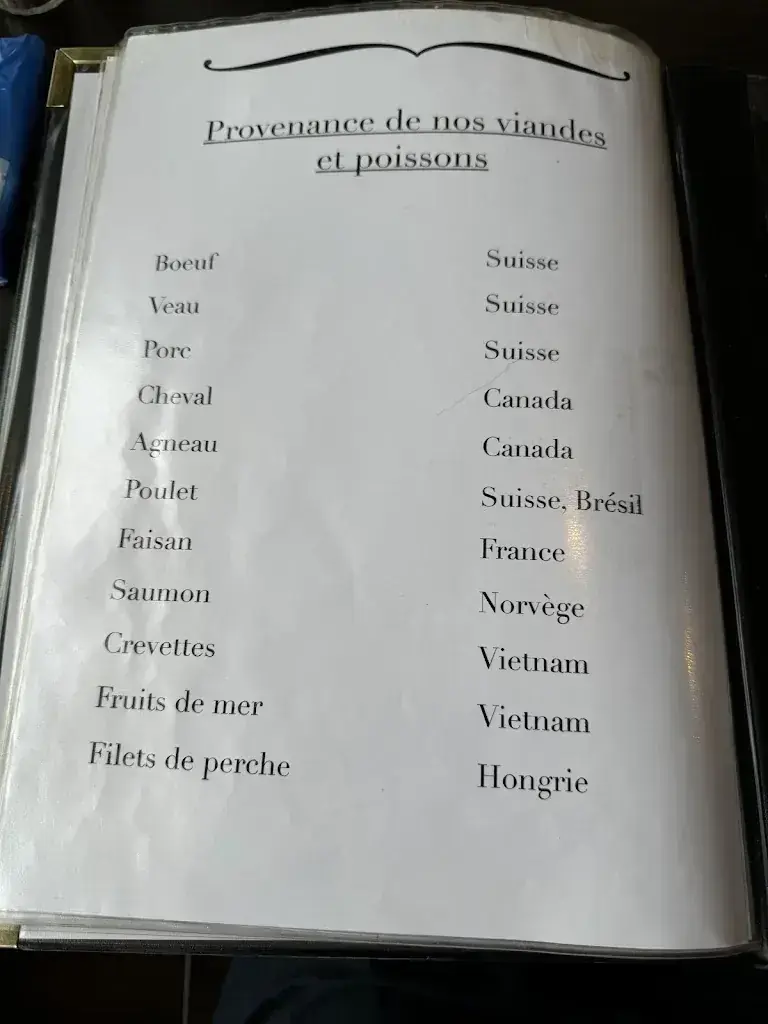 Provenance de nos viandes
et poissons
Boeuf Suisse
Veau Suisse
Porc Suisse
Cheval Canada
Agneau Canada
Poulet Suisse, Brésil
Faisan France
Saumon Norvège
Crevettes Vietnam
Fruits de mer Vietnam
Filets de perche Hongrie